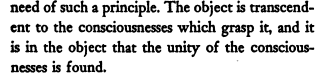 need of such a principle. The object is transcend-
ent to the consciousnesses which grasp it, and it
is in the object that the unity of the conscious-
nesses is found.